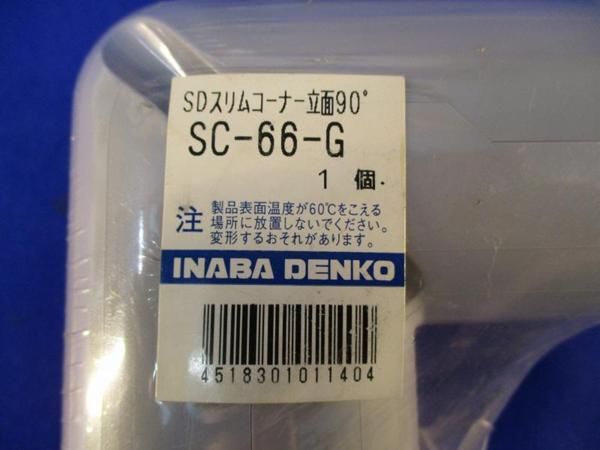 SDスリムコーナー立面90°
SC-66-G
1 個.
注 製品表面温度が60℃をこえる
場所に放置しないでください。
変形するおそれがあります。
INABA DENKO
4518301011404